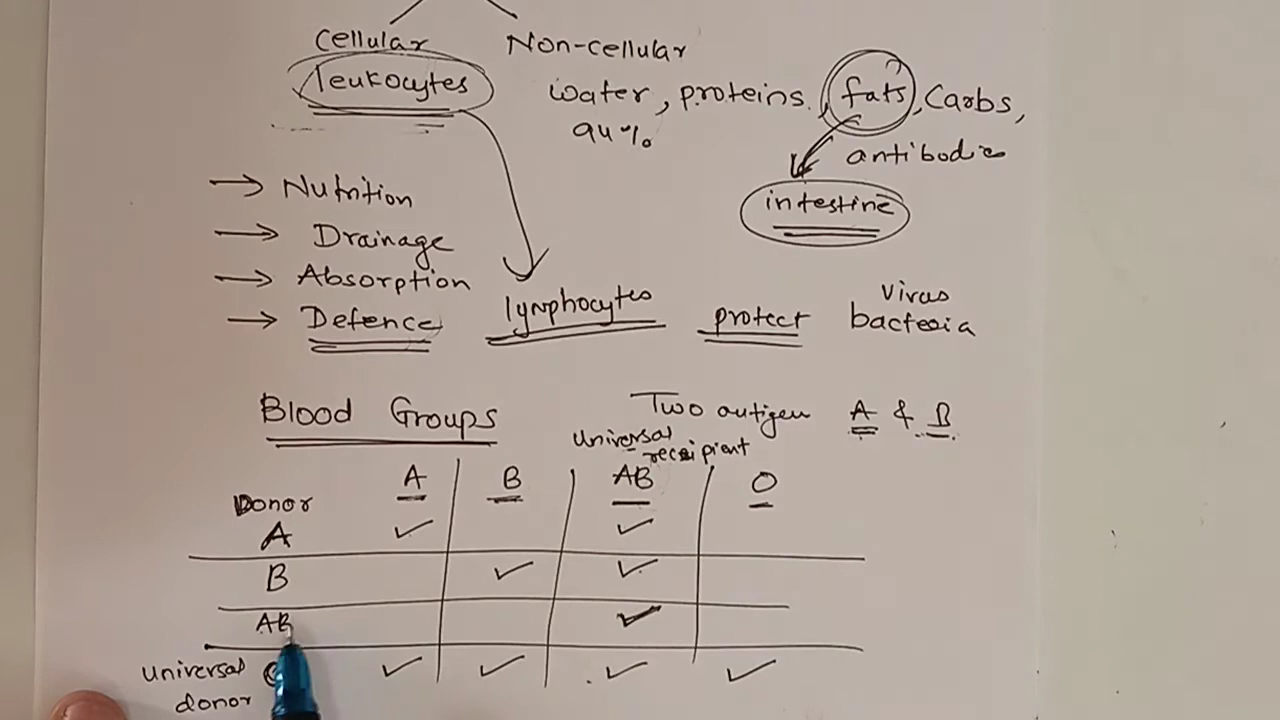 Cellular Non-cellular
leukocytes water, proteins, fats, Carbs,
94% antibodies
intestine
→ Nutrition
→ Drainage
→ Absorption
→ Defence lymphocytes protect virus bacteria
Blood Groups Two antigen A & B
universal
recipient
Donor A B AB O
A ✓ ✓
B ✓ ✓
AB ✓
universal ✓ ✓ ✓ ✓
donor